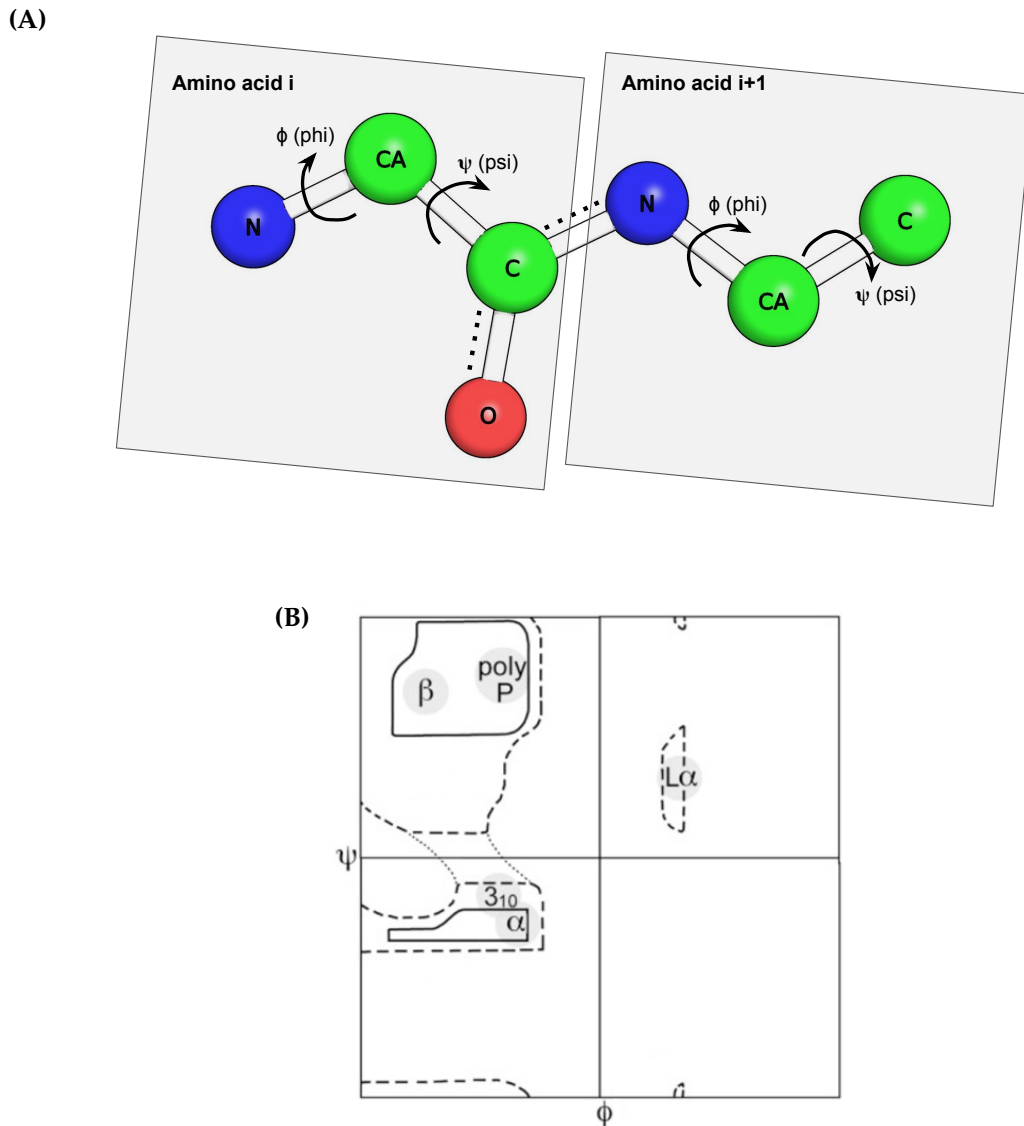 (A)
Amino acid i
Amino acid i+1
ϕ (phi)
CA
ψ (psi)
N
C
O
N
ϕ (phi)
CA
C
ψ (psi)
(B)
β
poly
P
Lα
ψ
3₁₀
α
ϕ